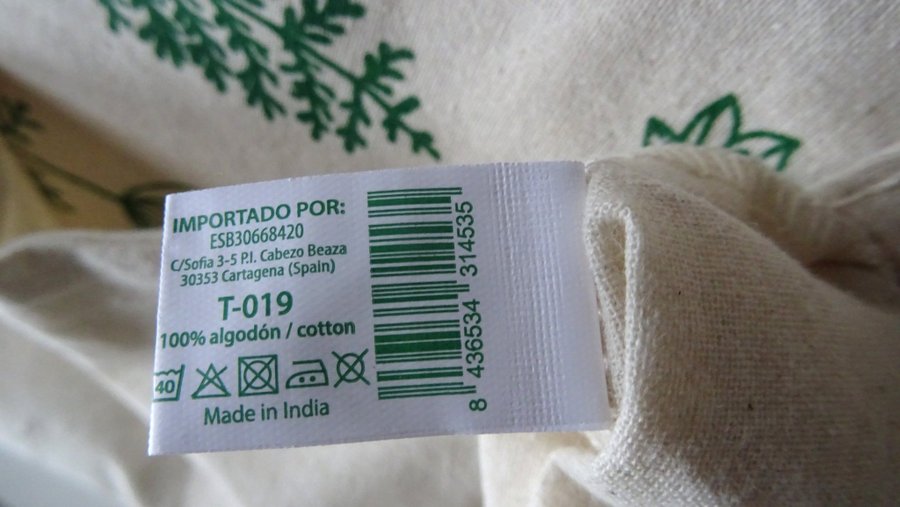 IMPORTADO POR:
ESB30668420
C/Sofia 3-5 P.I. Cabezo Beaza
30353 Cartagena (Spain)
T-019
100% algodón / cotton
40
Made in India
8 436534 314535